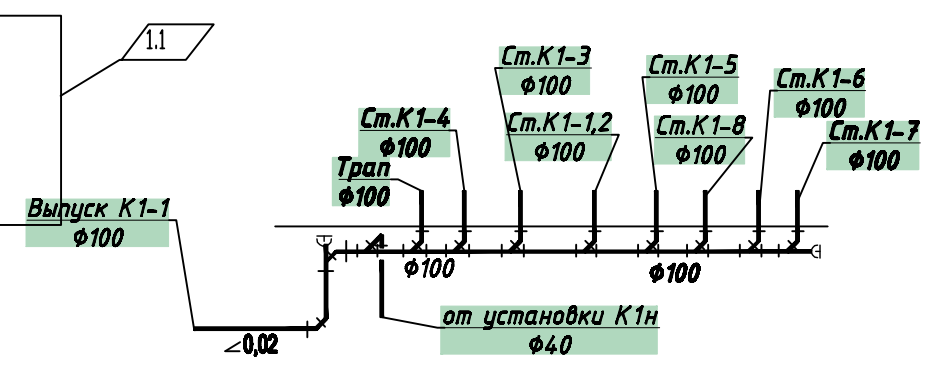 1.1
Ст.К1-3
Ф100
Ст.К1-5
Ф100
Ст.К1-6
Ф100
Ст.К1-4
Ф100
Ст.К1-1,2
Ф100
Ст.К1-8
Ф100
Ст.К1-7
Ф100
Трап
Ф100
Выпуск К1-1
Ф100
Ф100
Ф100
от установки К1н
Ф40
∠0,02